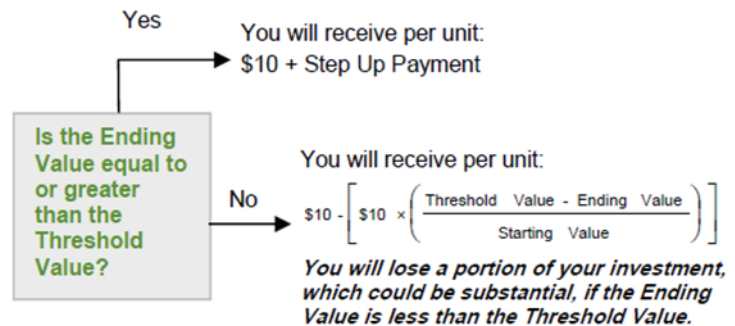 Yes
You will receive per unit:
$10 + Step Up Payment
Is the Ending
Value equal to
or greater
than the
Threshold
Value?
No
You will receive per unit:
$10 - [ $10 × ( Threshold Value - Ending Value
Starting Value ) ]
You will lose a portion of your investment,
which could be substantial, if the Ending
Value is less than the Threshold Value.